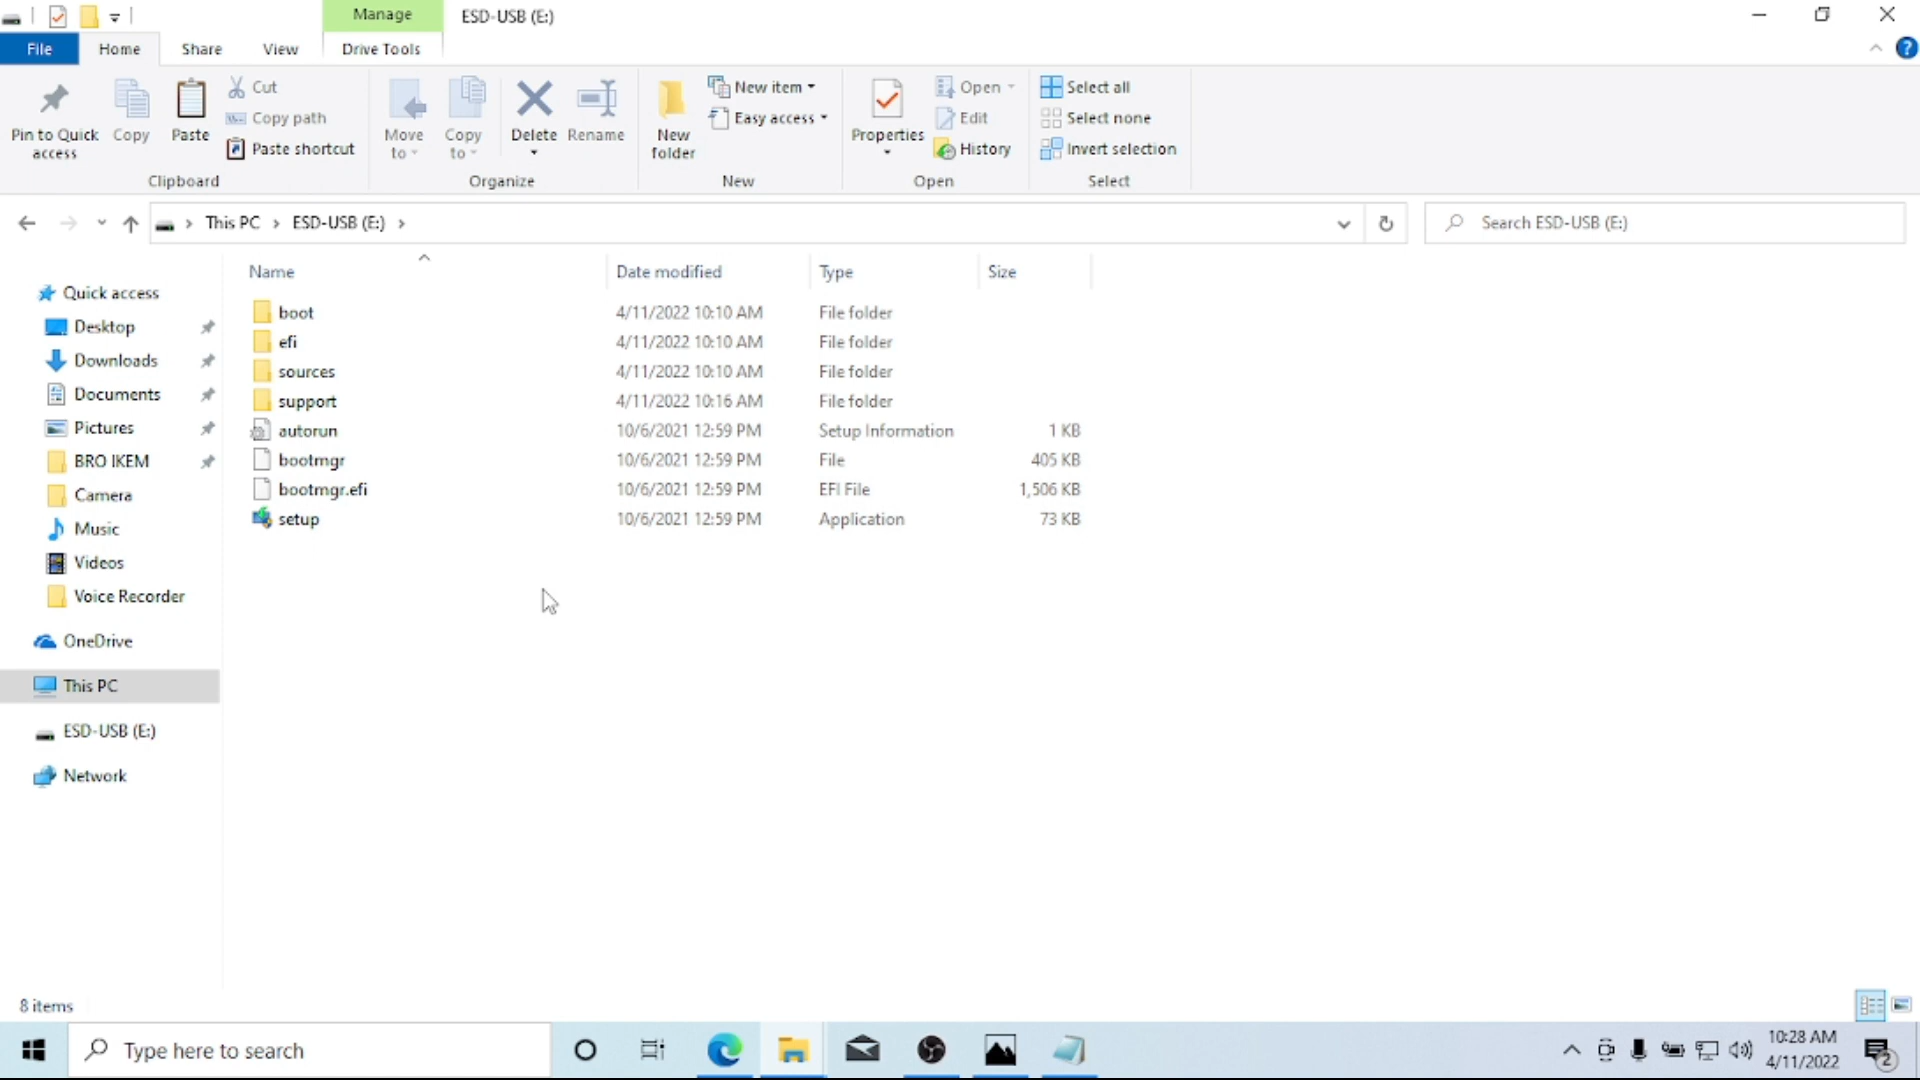 Manage ESD-USB (E:)
File Home Share View Drive Tools
Pin to Quick access
Copy
Paste
Cut
Copy path
Paste shortcut
Clipboard
Move to
Copy to
Delete
Rename
Organize
New folder
New item
Easy access
New
Properties
Open
Edit
History
Open
Select all
Select none
Invert selection
Select
This PC > ESD-USB (E:) >
Search ESD-USB (E:)
Quick access
Desktop
Downloads
Documents
Pictures
BRO IKEM
Camera
Music
Videos
Voice Recorder
OneDrive
This PC
ESD-USB (E:)
Network
Name Date modified Type Size
boot 4/11/2022 10:10 AM File folder
efi 4/11/2022 10:10 AM File folder
sources 4/11/2022 10:10 AM File folder
support 4/11/2022 10:16 AM File folder
autorun 10/6/2021 12:59 PM Setup Information 1 KB
bootmgr 10/6/2021 12:59 PM File 405 KB
bootmgr.efi 10/6/2021 12:59 PM EFI File 1,506 KB
setup 10/6/2021 12:59 PM Application 73 KB
8 items
Type here to search
10:28 AM
4/11/2022
2